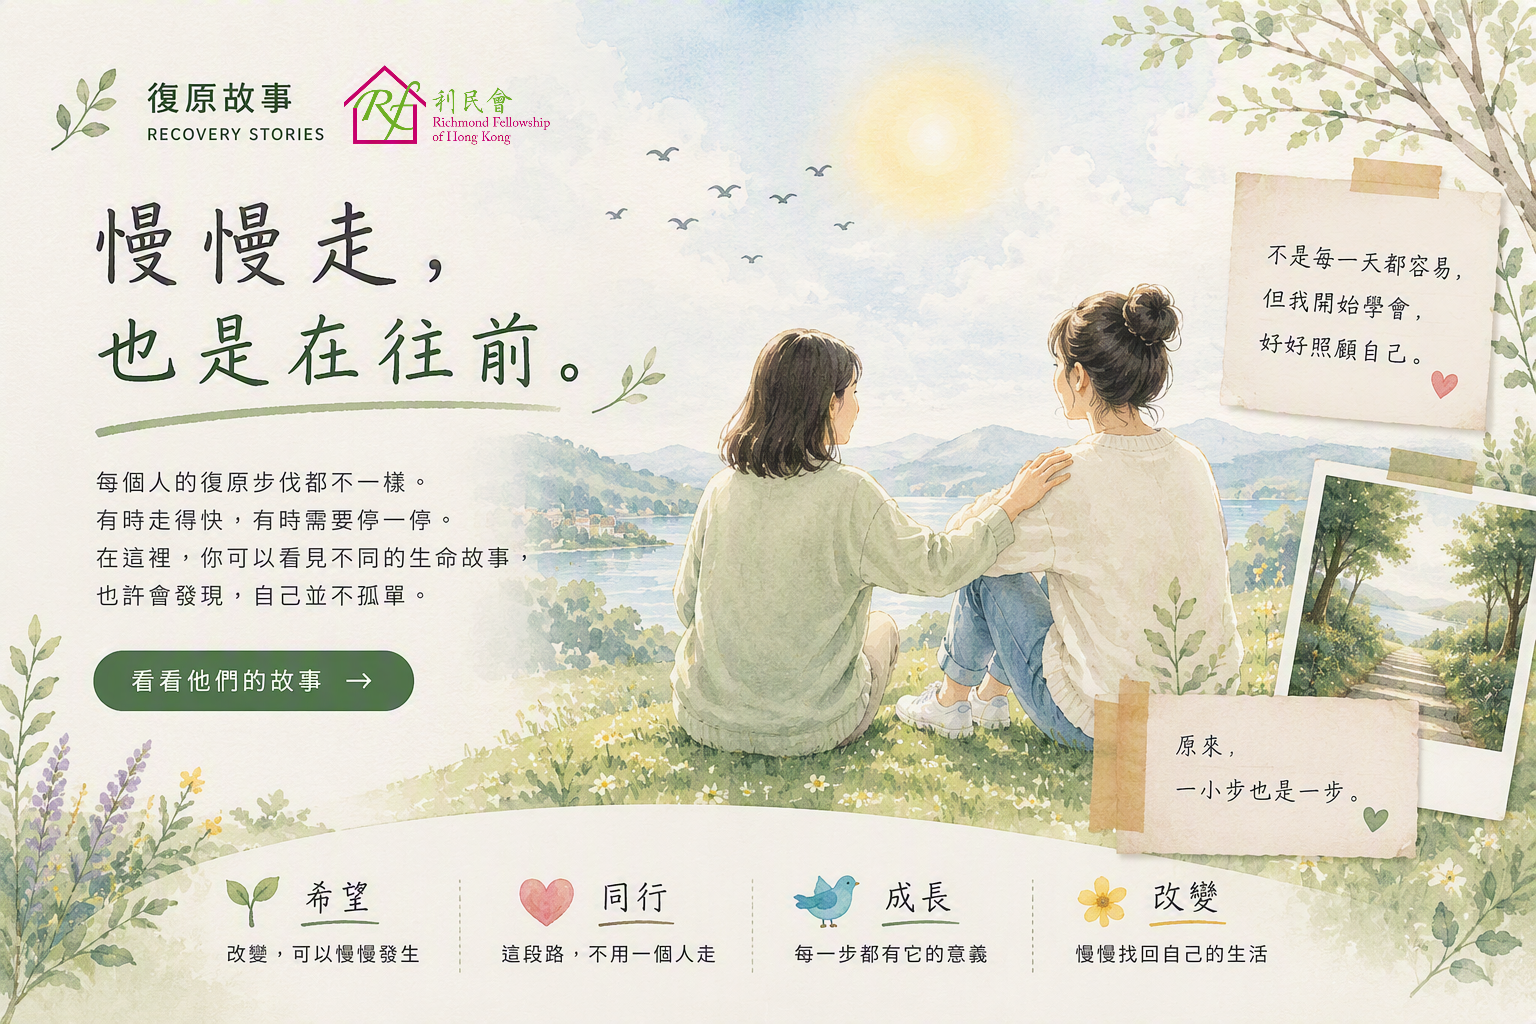 復原故事
RECOVERY STORIES
Rf
利民會
Richmond Fellowship
of Hong Kong
慢慢走，
也是在往前。
每個人的復原步伐都不一樣。
有時走得快，有時需要停一停。
在這裡，你可以看見不同的生命故事，
也許會發現，自己並不孤單。
看看他們的故事 →
不是每一天都容易，
但我開始學會，
好好照顧自己。
原來，
一小步也是一步。
希望
改變，可以慢慢發生
同行
這段路，不用一個人走
成長
每一步都有它的意義
改變
慢慢找回自己的生活